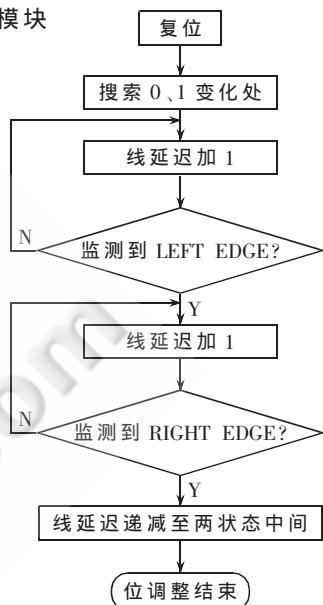 模块
复位
搜索 0、1 变化处
线延迟加 1
监测到 LEFT EDGE?
N
Y
线延迟加 1
监测到 RIGHT EDGE?
N
Y
线延迟递减至两状态中间
位调整结束
com